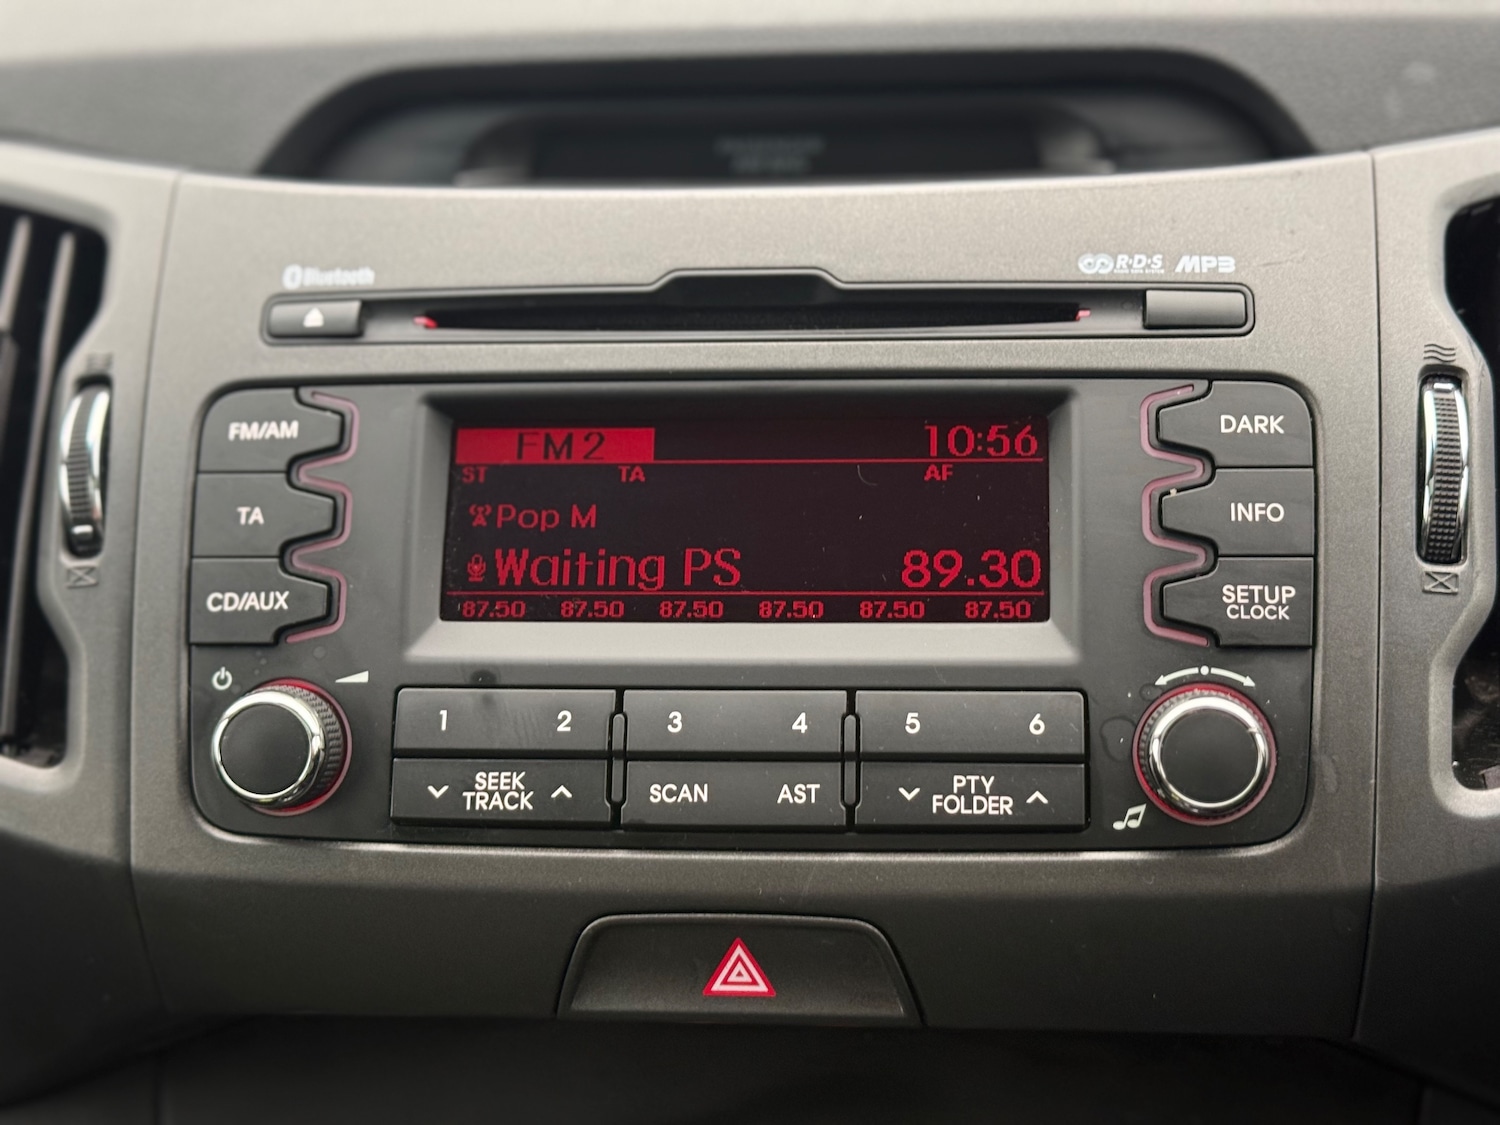 Bluetooth
R·D·S MP3
FM/AM
FM 2 10:56
DARK
ST TA AF
TA
Pop M
INFO
Waiting PS 89.30
CD/AUX
87.50 87.50 87.50 87.50 87.50 87.50
SETUP
CLOCK
1 2 3 4 5 6
SEEK
TRACK
SCAN AST
PTY
FOLDER